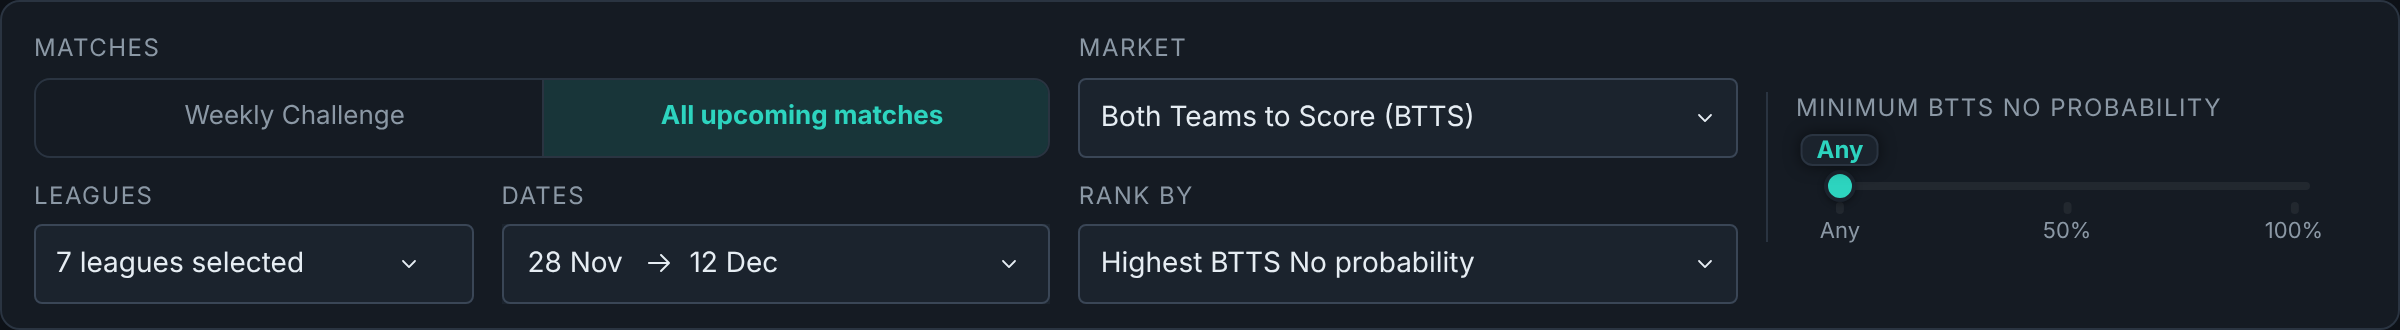 MATCHES
Weekly Challenge
All upcoming matches
MARKET
Both Teams to Score (BTTS)
LEAGUES
7 leagues selected
DATES
28 Nov → 12 Dec
RANK BY
Highest BTTS No probability
MINIMUM BTTS NO PROBABILITY
Any
Any 50% 100%